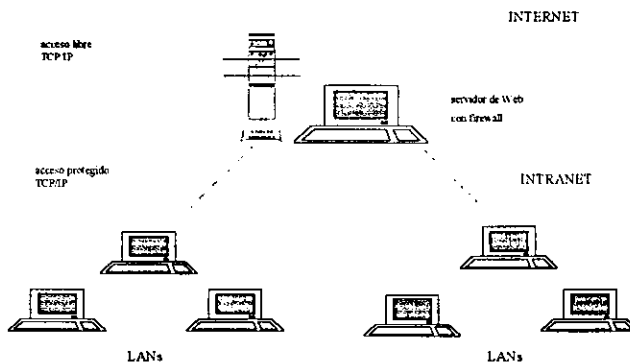 INTERNET
acceso libre
TCP/IP
servidor de Web
con firewall
acceso protegido
TCP/IP
INTRANET
LANs
LANs